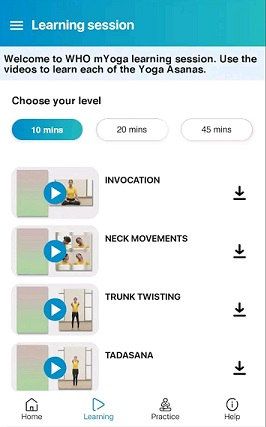 Learning session
Welcome to WHO mYoga learning session. Use the
videos to learn each of the Yoga Asanas.
Choose your level
10 mins
20 mins
45 mins
INVOCATION
NECK MOVEMENTS
TRUNK TWISTING
TADASANA
Home
Learning
Practice
Help